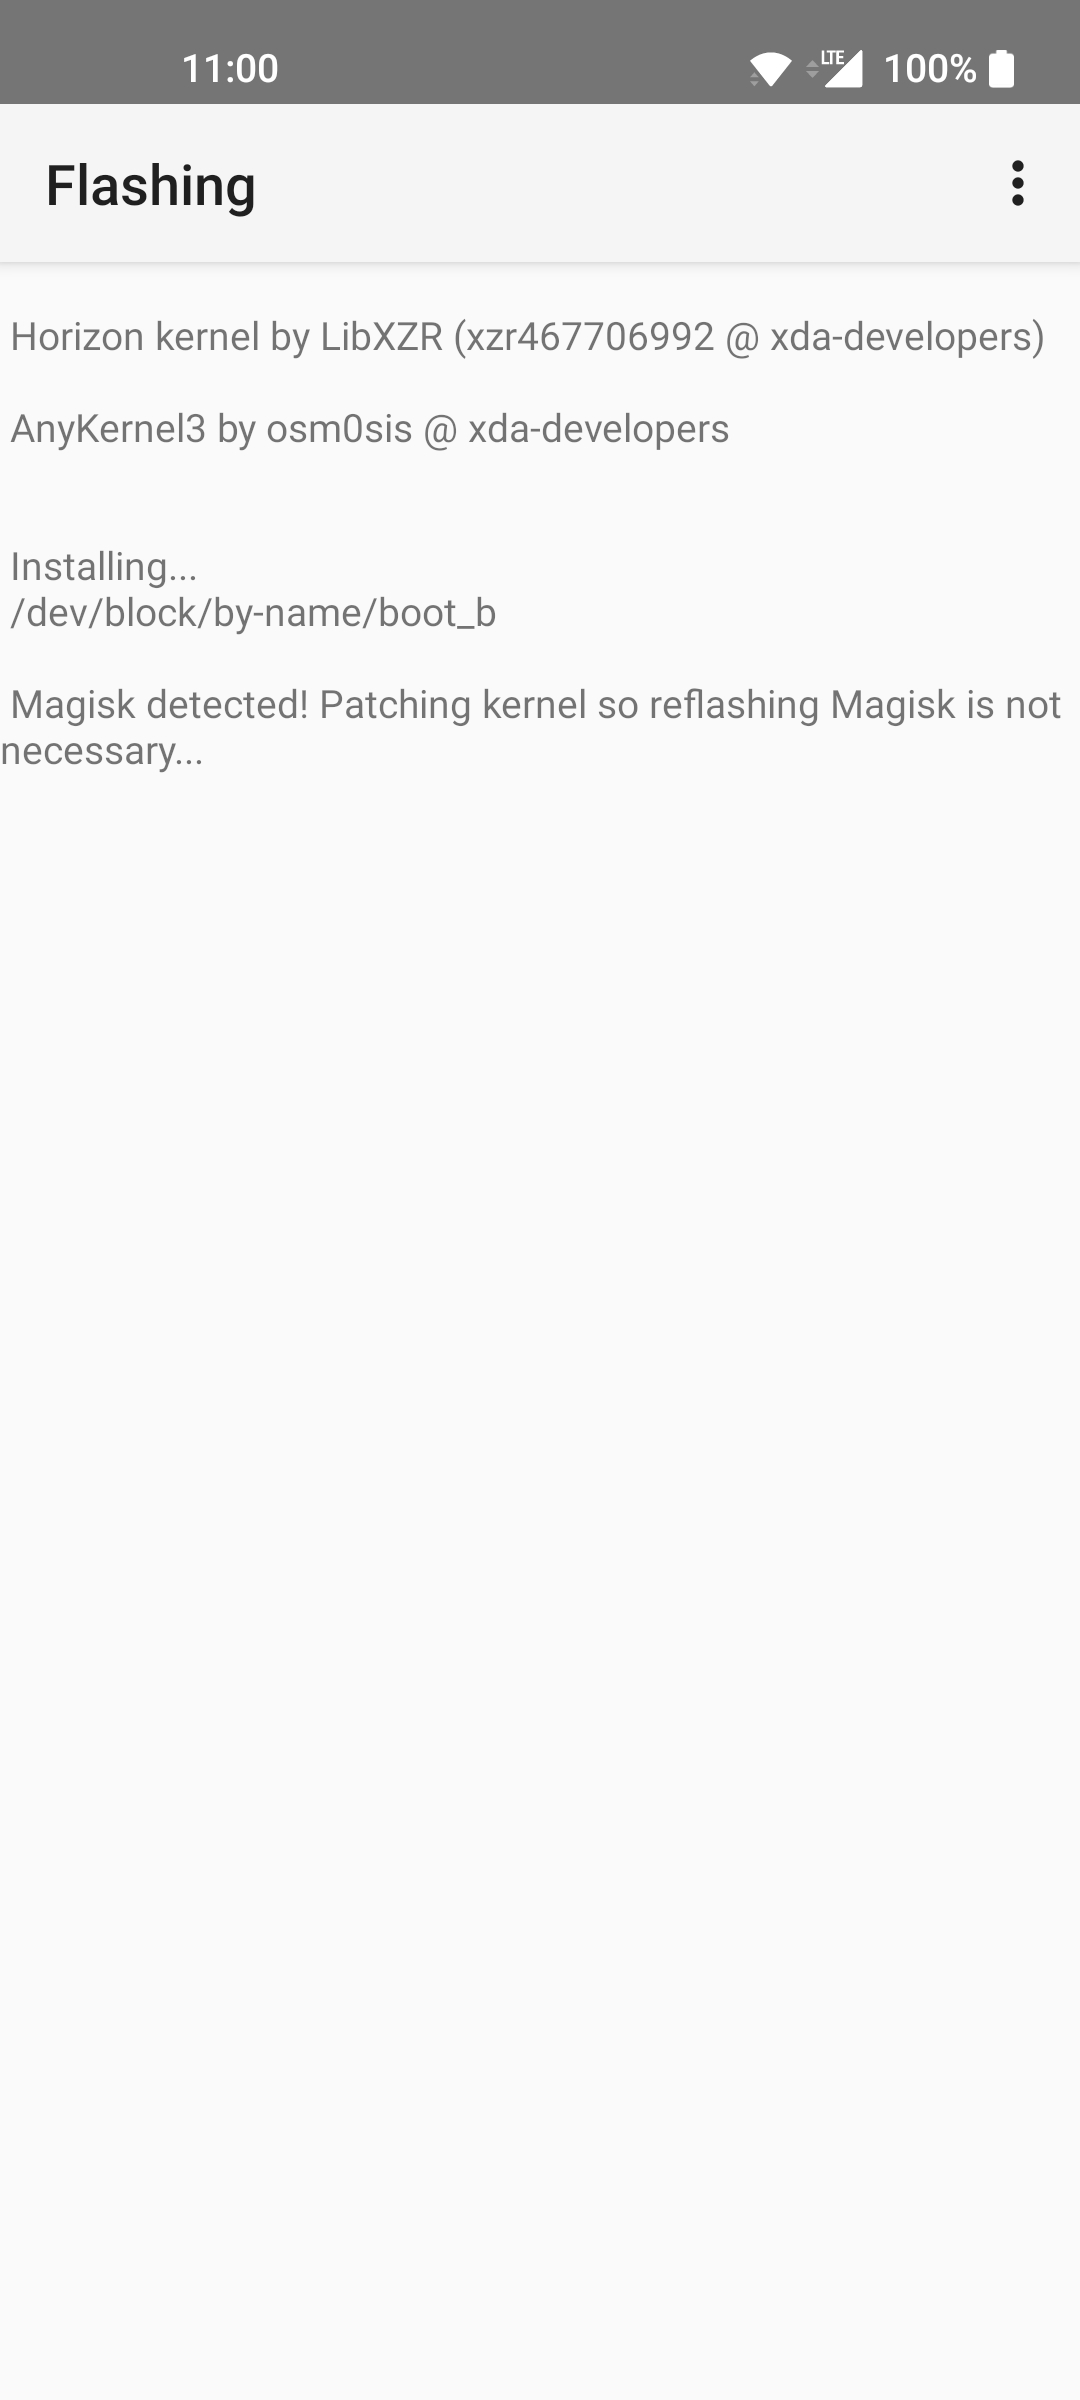 11:00
LTE
100%
Flashing
Horizon kernel by LibXZR (xzr467706992 @ xda-developers)
AnyKernel3 by osm0sis @ xda-developers
Installing...
/dev/block/by-name/boot_b
Magisk detected! Patching kernel so reflashing Magisk is not
necessary...